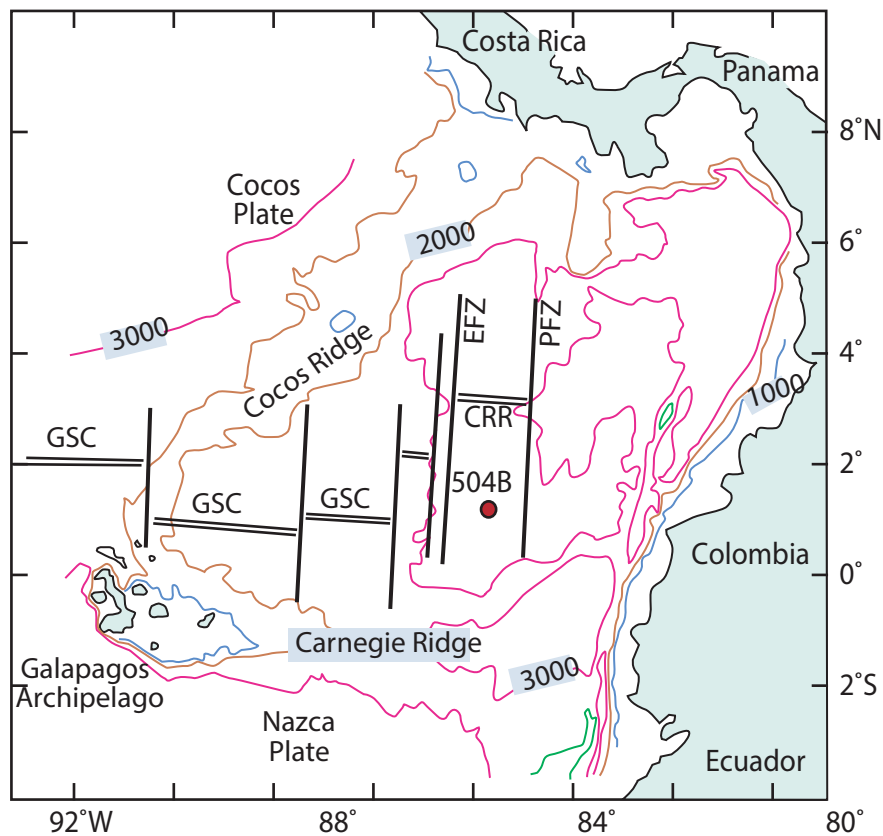 Costa Rica
Panama
8˚N
Cocos
Plate
2000
6˚
3000
EFZ
PFZ
4˚
Cocos Ridge
1000
CRR
GSC
2˚
504B
GSC
GSC
Colombia
0˚
Carnegie Ridge
Galapagos
Archipelago
3000
2˚S
Nazca
Plate
Ecuador
92˚W
88˚
84˚
80˚